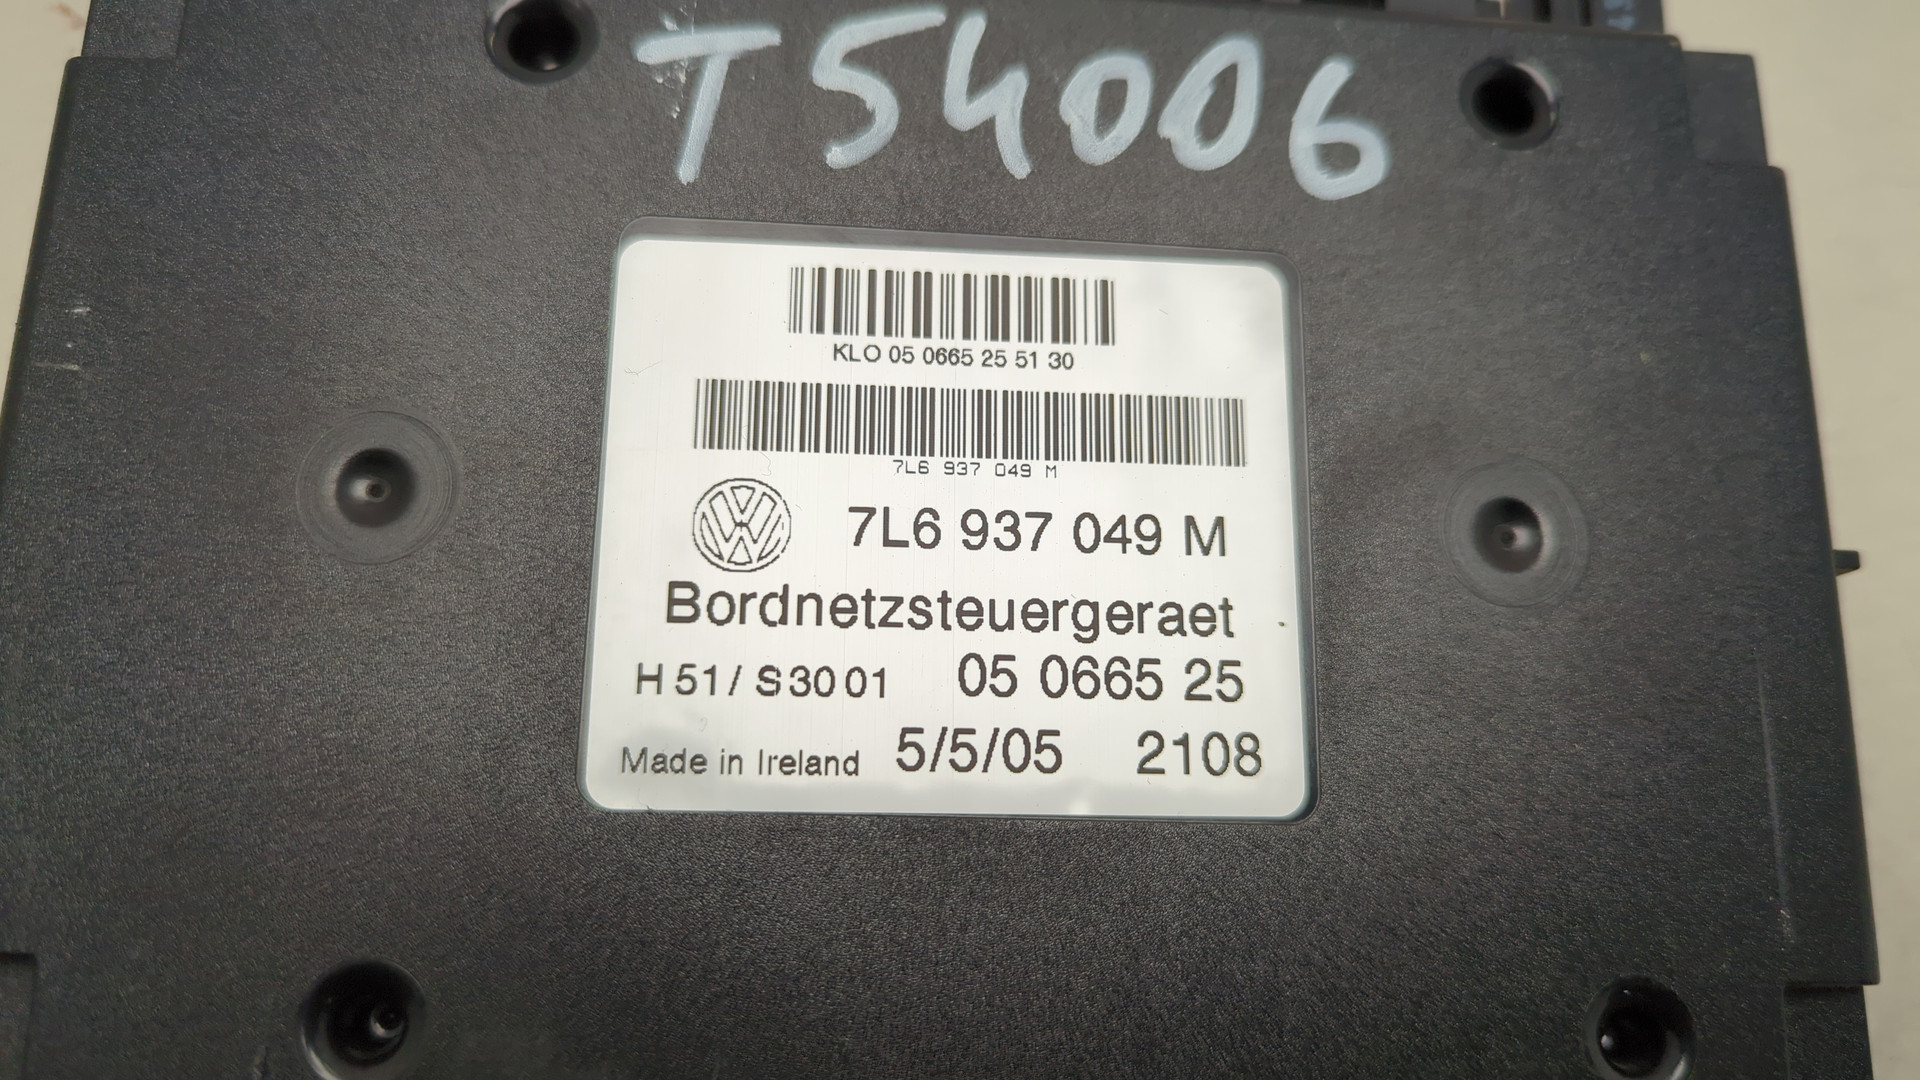 T54006
KLO 05 0665 25 51 30
7L6 937 049 M
7L6 937 049 M
Bordnetzsteuergeraet
H 51 / S 30 01 05 0665 25
Made in Ireland 5/5/05 2108